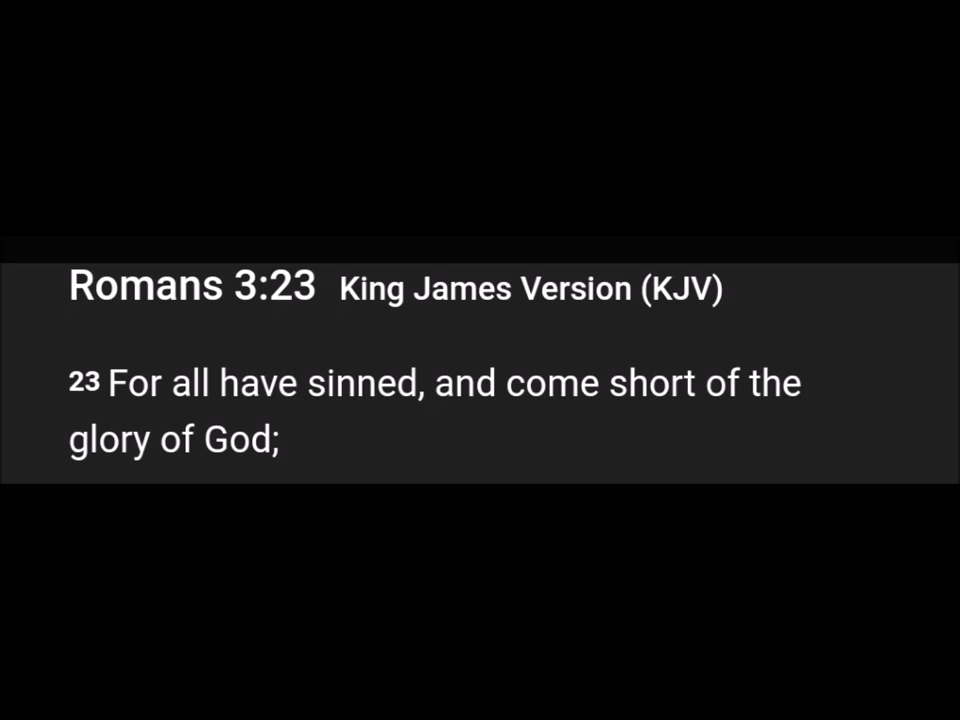 Romans 3:23 King James Version (KJV)
23 For all have sinned, and come short of the
glory of God;